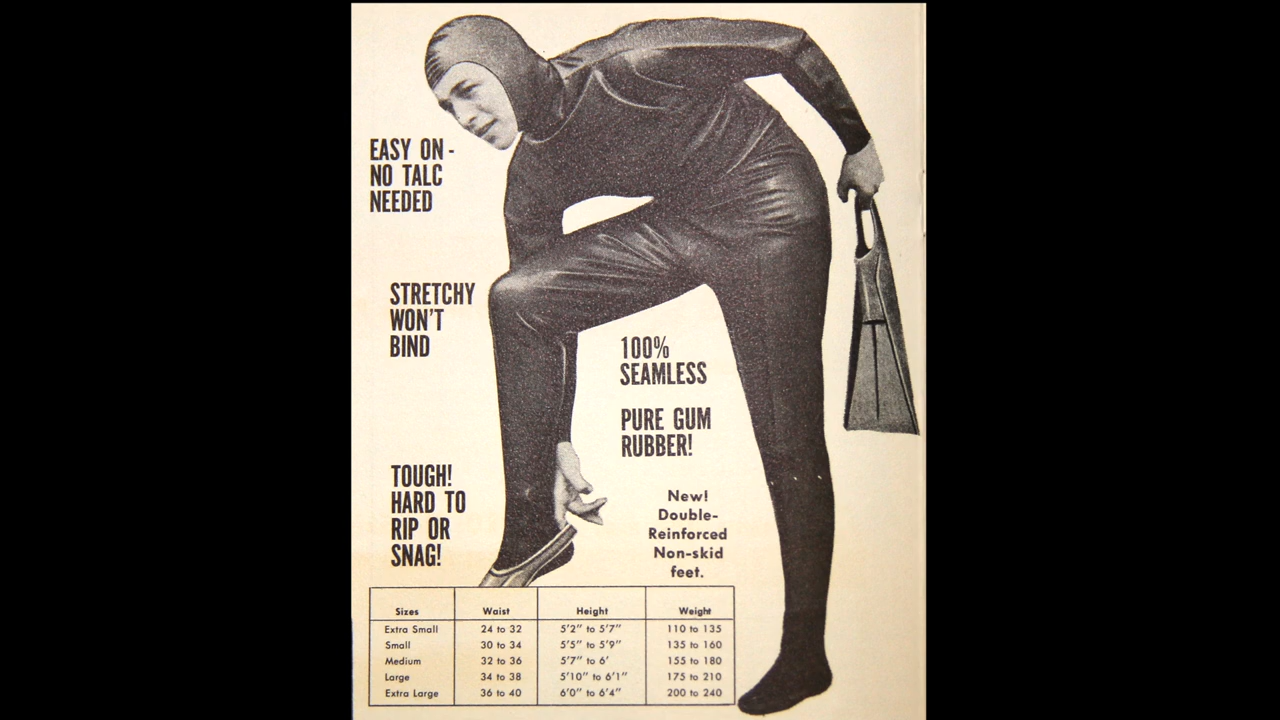 EASY ON -
NO TALC
NEEDED
STRETCHY
WON'T
BIND
100%
SEAMLESS
PURE GUM
RUBBER!
TOUGH!
HARD TO
RIP OR
SNAG!
New!
Double-
Reinforced
Non-skid
feet.
Sizes Waist Height Weight
Extra Small 24 to 32 5'2" to 5'7" 110 to 135
Small 30 to 34 5'5" to 5'9" 135 to 160
Medium 32 to 36 5'7" to 6' 155 to 180
Large 34 to 38 5'10" to 6'1" 175 to 210
Extra Large 36 to 40 6'0" to 6'4" 200 to 240